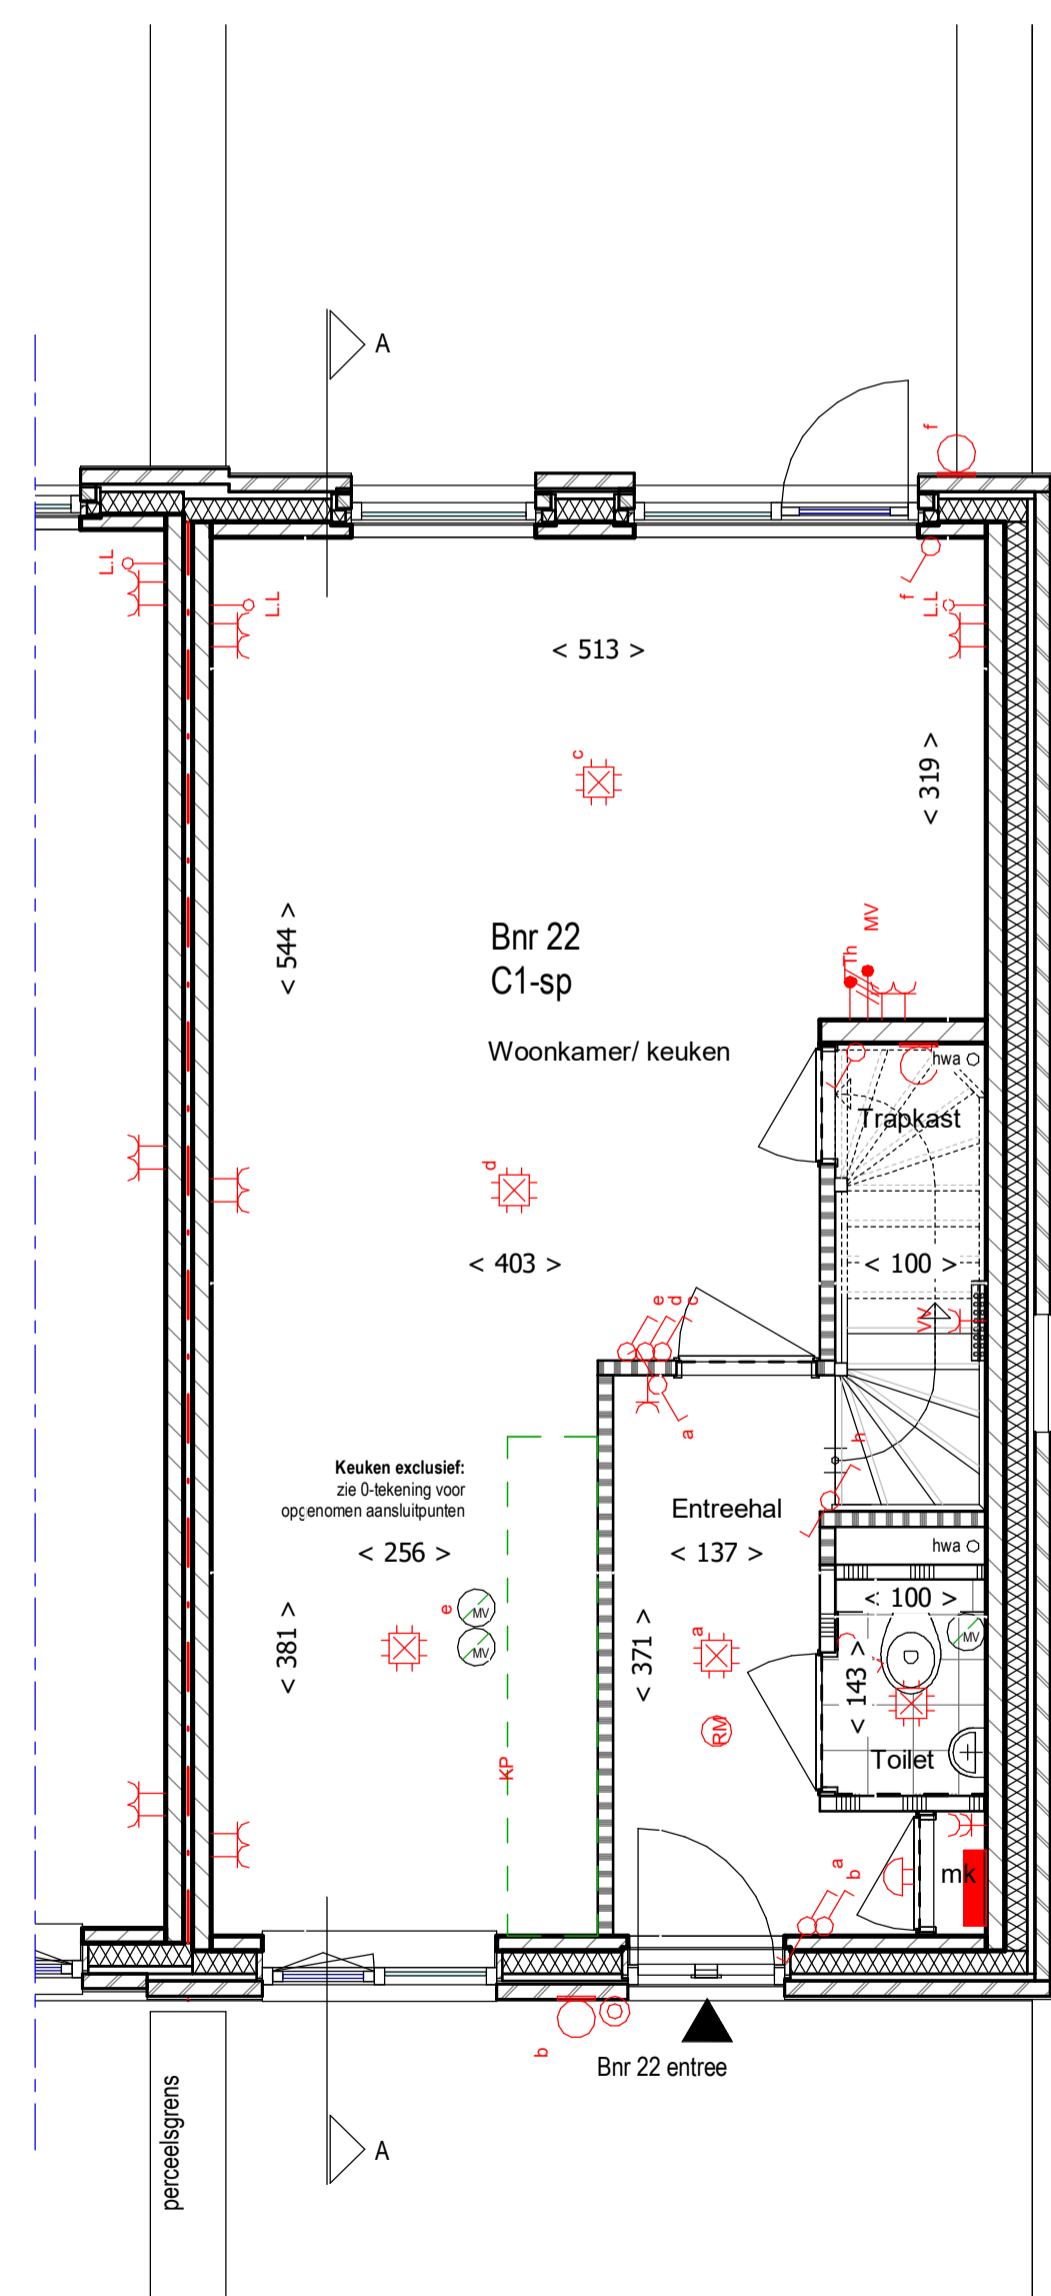 A
f
L.L
L.L
f
L.L
< 513 >
c
< 319 >
< 544 >
MV
Th
Bnr 22
C1-sp
Woonkamer/ keuken
hwa
Trapkast
d
< 403 >
< 100 >
e
d
c
VW
a
h
Keuken exclusief:
zie 0-tekening voor
opgenomen aansluitpunten
Entreehal
< 256 >
< 137 >
hwa
< 100 >
e
MV
MV
MV
< 381 >
< 371 >
a
< 143 >
RM
Toilet
KP
a
b
mk
b
Bnr 22 entree
perceelsgrens
A